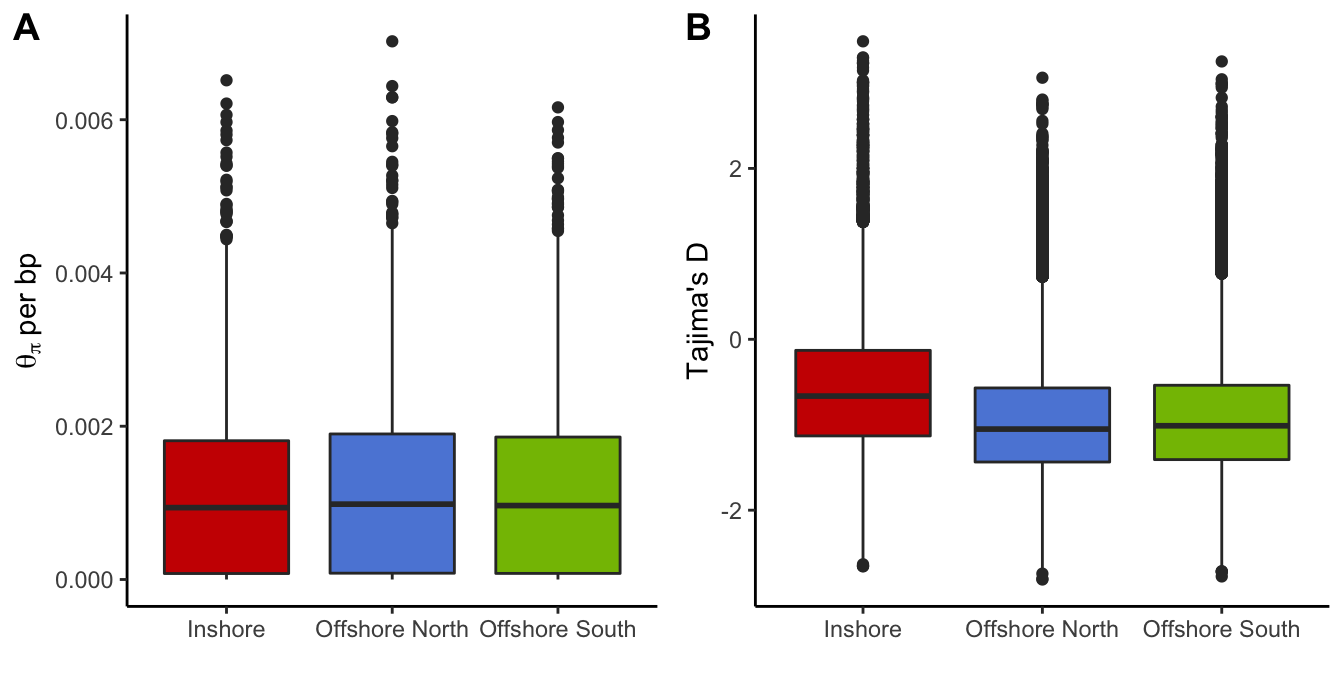 A
θπ per bp
0.006
0.004
0.002
0.000
Inshore
Offshore North
Offshore South
B
Tajima's D
2
0
-2
Inshore
Offshore North
Offshore South